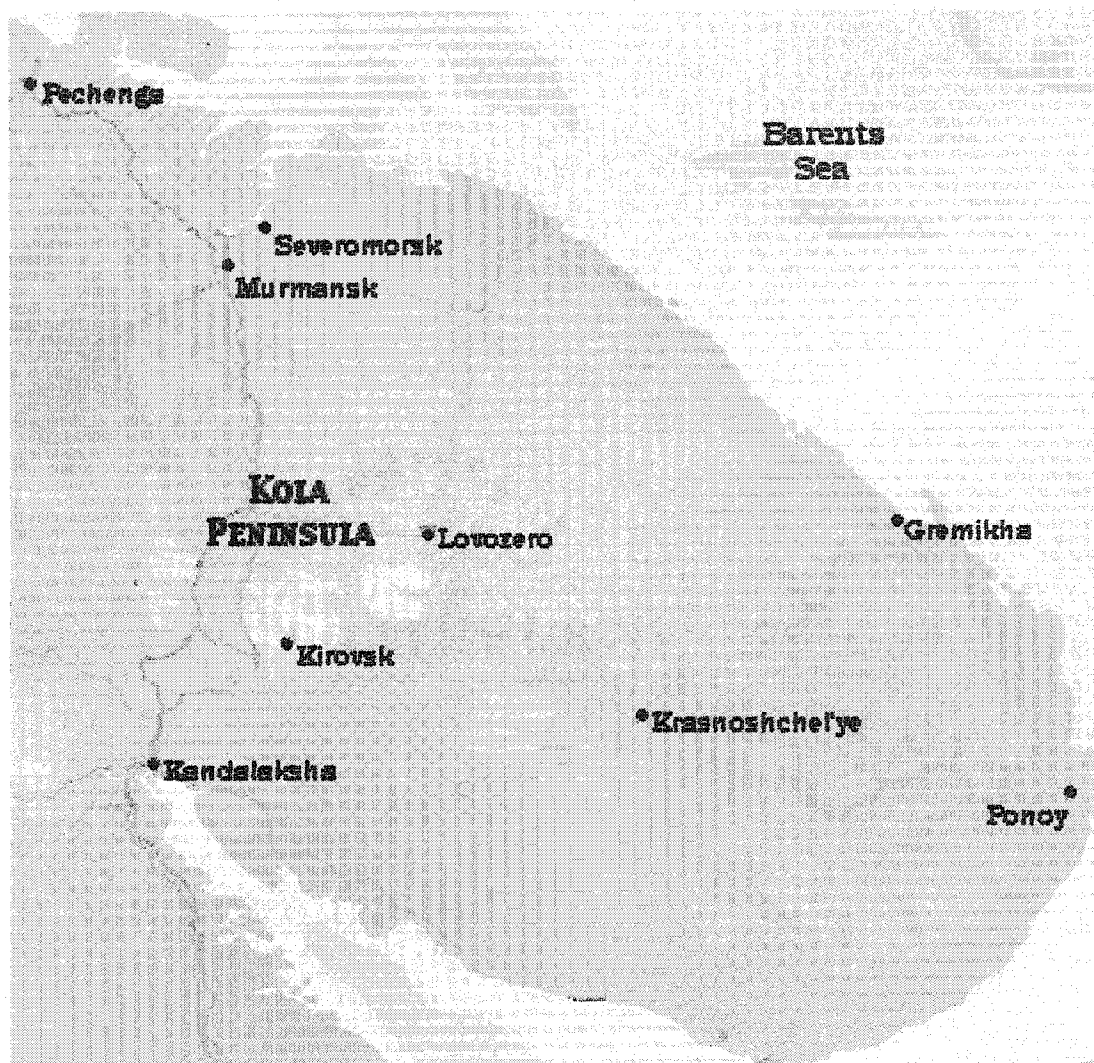 Pechenga
Barents
Sea
Severomorsk
Murmansk
KOLA
PENINSULA
Lovozero
Gremikha
Kirovsk
Krasnoshchel'ye
Kandalaksha
Ponoy